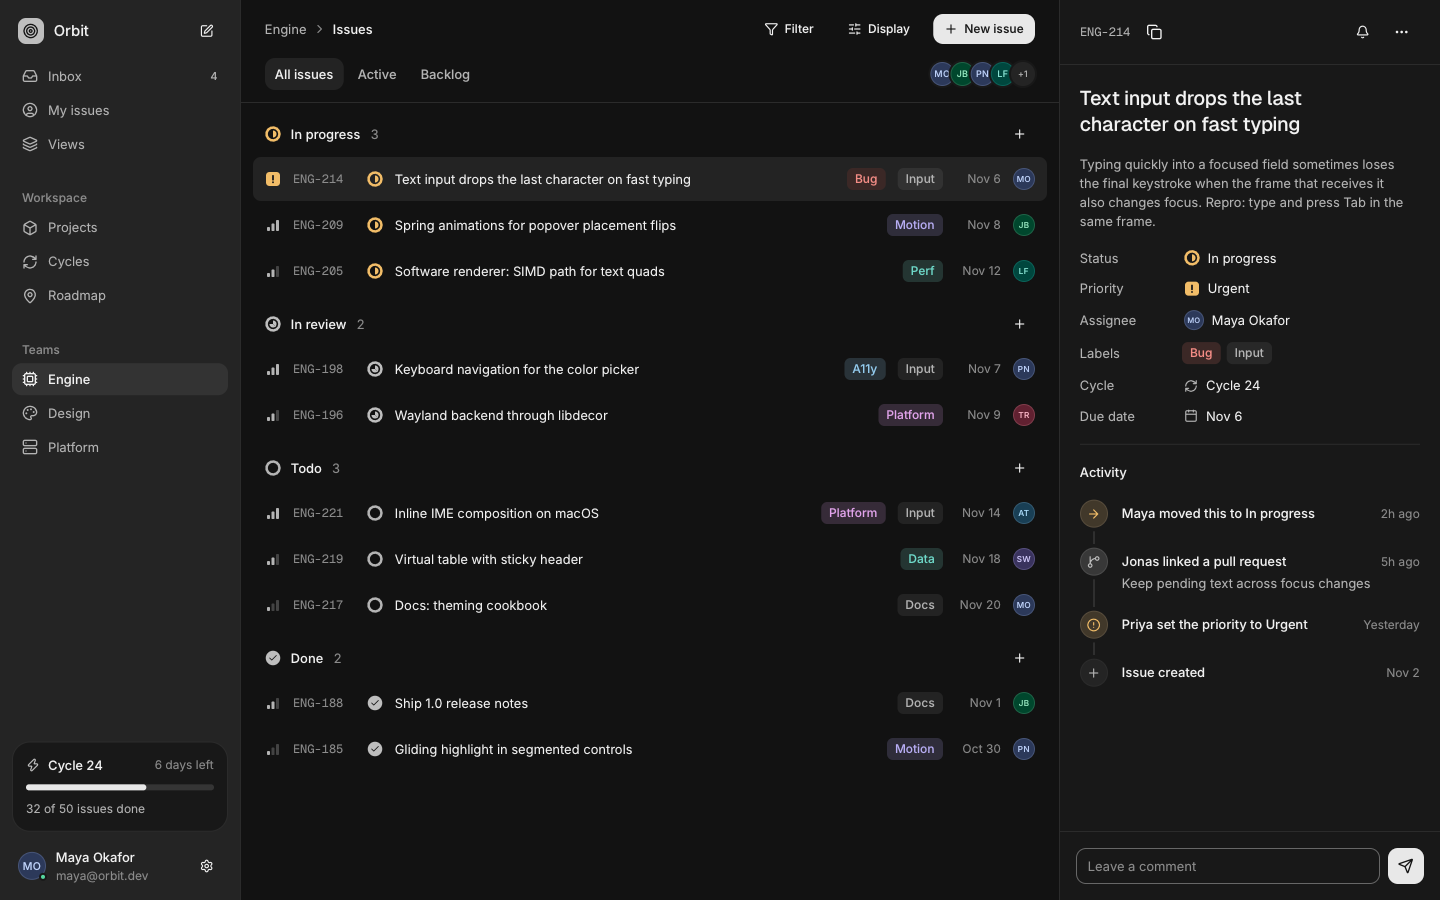 Orbit
Inbox 4
My issues
Views
Workspace
Projects
Cycles
Roadmap
Teams
Engine
Design
Platform
Cycle 24 6 days left
32 of 50 issues done
MO Maya Okafor
maya@orbit.dev
Engine > Issues
Filter Display + New issue
All issues Active Backlog
MO JB PN LF +1
In progress 3
ENG-214 Text input drops the last character on fast typing Bug Input Nov 6 MO
ENG-209 Spring animations for popover placement flips Motion Nov 8 JB
ENG-205 Software renderer: SIMD path for text quads Perf Nov 12 LF
In review 2
ENG-198 Keyboard navigation for the color picker A11y Input Nov 7 PN
ENG-196 Wayland backend through libdecor Platform Nov 9 TR
Todo 3
ENG-221 Inline IME composition on macOS Platform Input Nov 14 AT
ENG-219 Virtual table with sticky header Data Nov 18 SW
ENG-217 Docs: theming cookbook Docs Nov 20 MO
Done 2
ENG-188 Ship 1.0 release notes Docs Nov 1 JB
ENG-185 Gliding highlight in segmented controls Motion Oct 30 PN
ENG-214
Text input drops the last
character on fast typing
Typing quickly into a focused field sometimes loses
the final keystroke when the frame that receives it
also changes focus. Repro: type and press Tab in the
same frame.
Status In progress
Priority Urgent
Assignee MO Maya Okafor
Labels Bug Input
Cycle Cycle 24
Due date Nov 6
Activity
Maya moved this to In progress 2h ago
Jonas linked a pull request 5h ago
Keep pending text across focus changes
Priya set the priority to Urgent Yesterday
Issue created Nov 2
Leave a comment